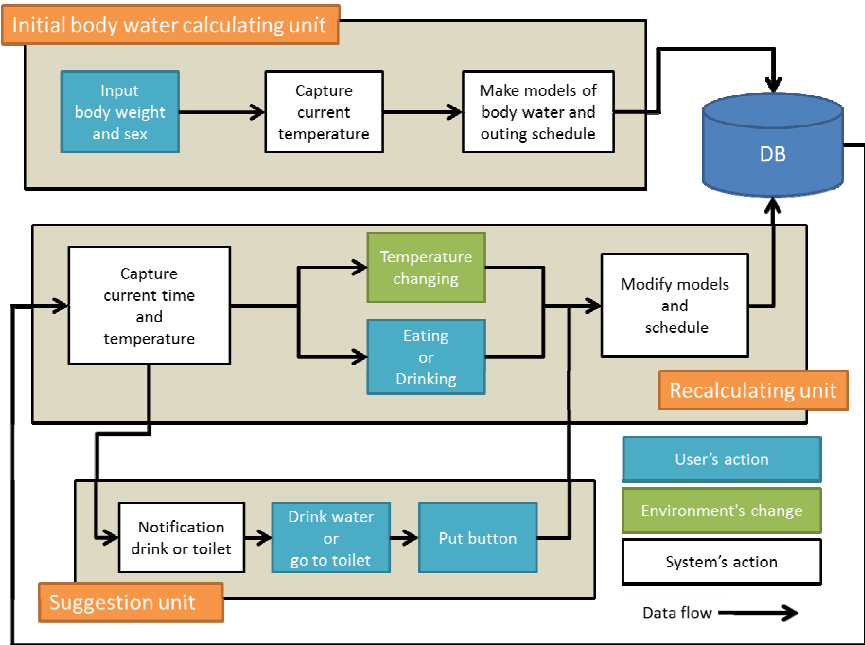 Initial body water calculating unit
Input
body weight
and sex
Capture
current
temperature
Make models of
body water and
outing schedule
DB
Capture
current time
and
temperature
Temperature
changing
Eating
or
Drinking
Modify models
and
schedule
Recalculating unit
Notification
drink or toilet
Drink water
or
go to toilet
Put button
Suggestion unit
User's action
Environment's change
System's action
Data flow